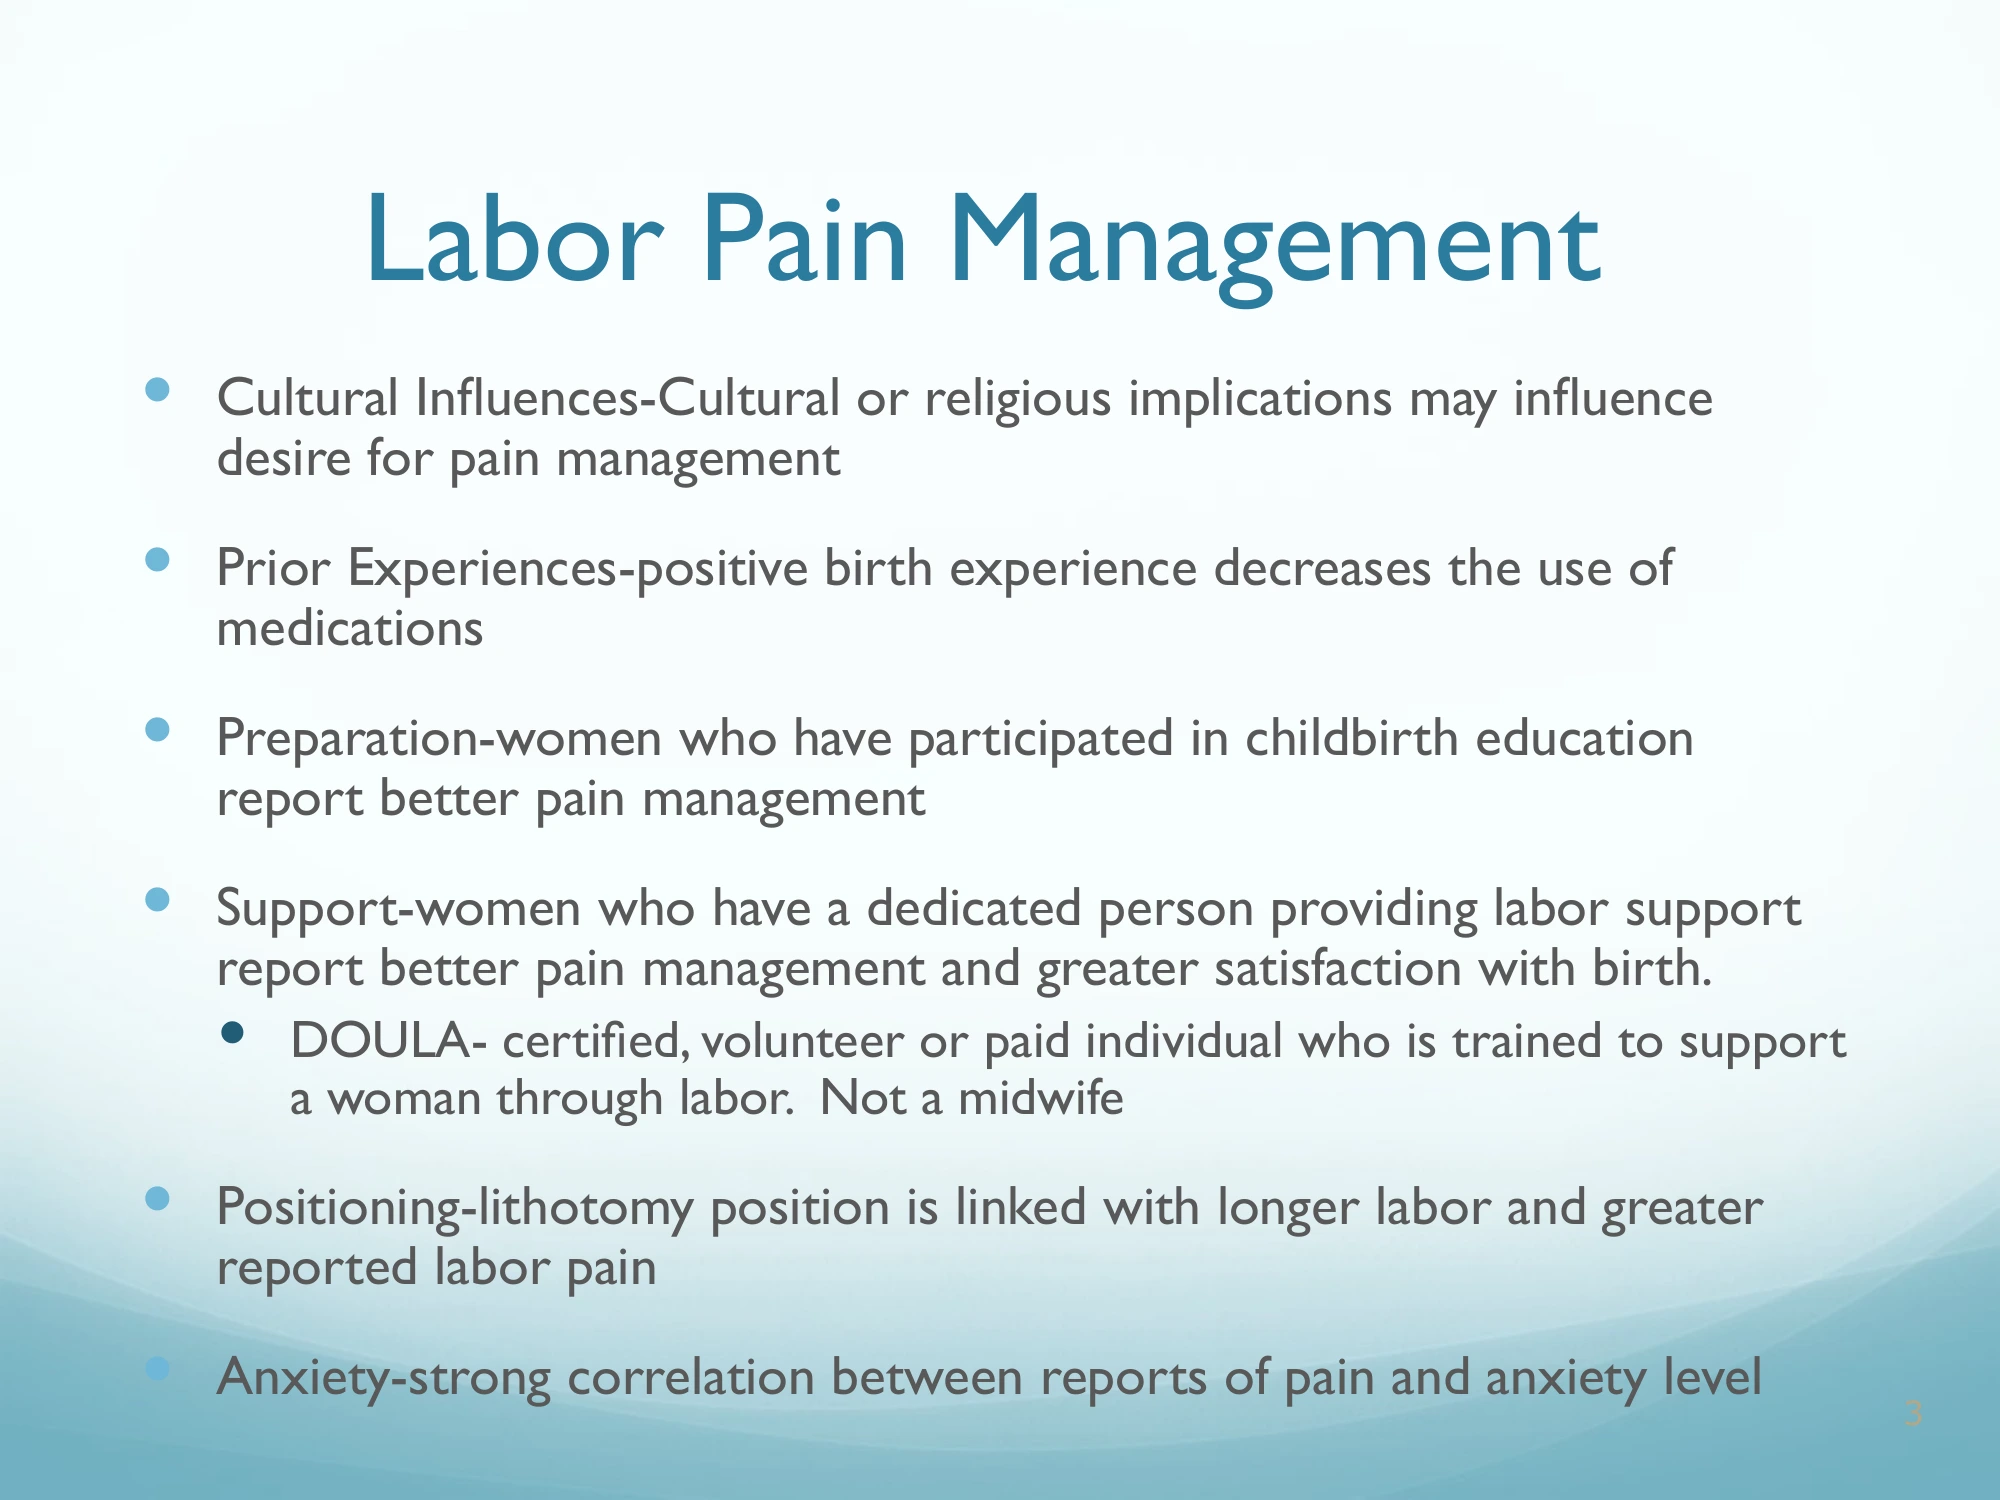 Labor Pain Management
Cultural Influences-Cultural or religious implications may influence
desire for pain management
Prior Experiences-positive birth experience decreases the use of
medications
Preparation-women who have participated in childbirth education
report better pain management
Support-women who have a dedicated person providing labor support
report better pain management and greater satisfaction with birth.
DOULA- certified, volunteer or paid individual who is trained to support
a woman through labor.  Not a midwife
Positioning-lithotomy position is linked with longer labor and greater
reported labor pain
Anxiety-strong correlation between reports of pain and anxiety level
3